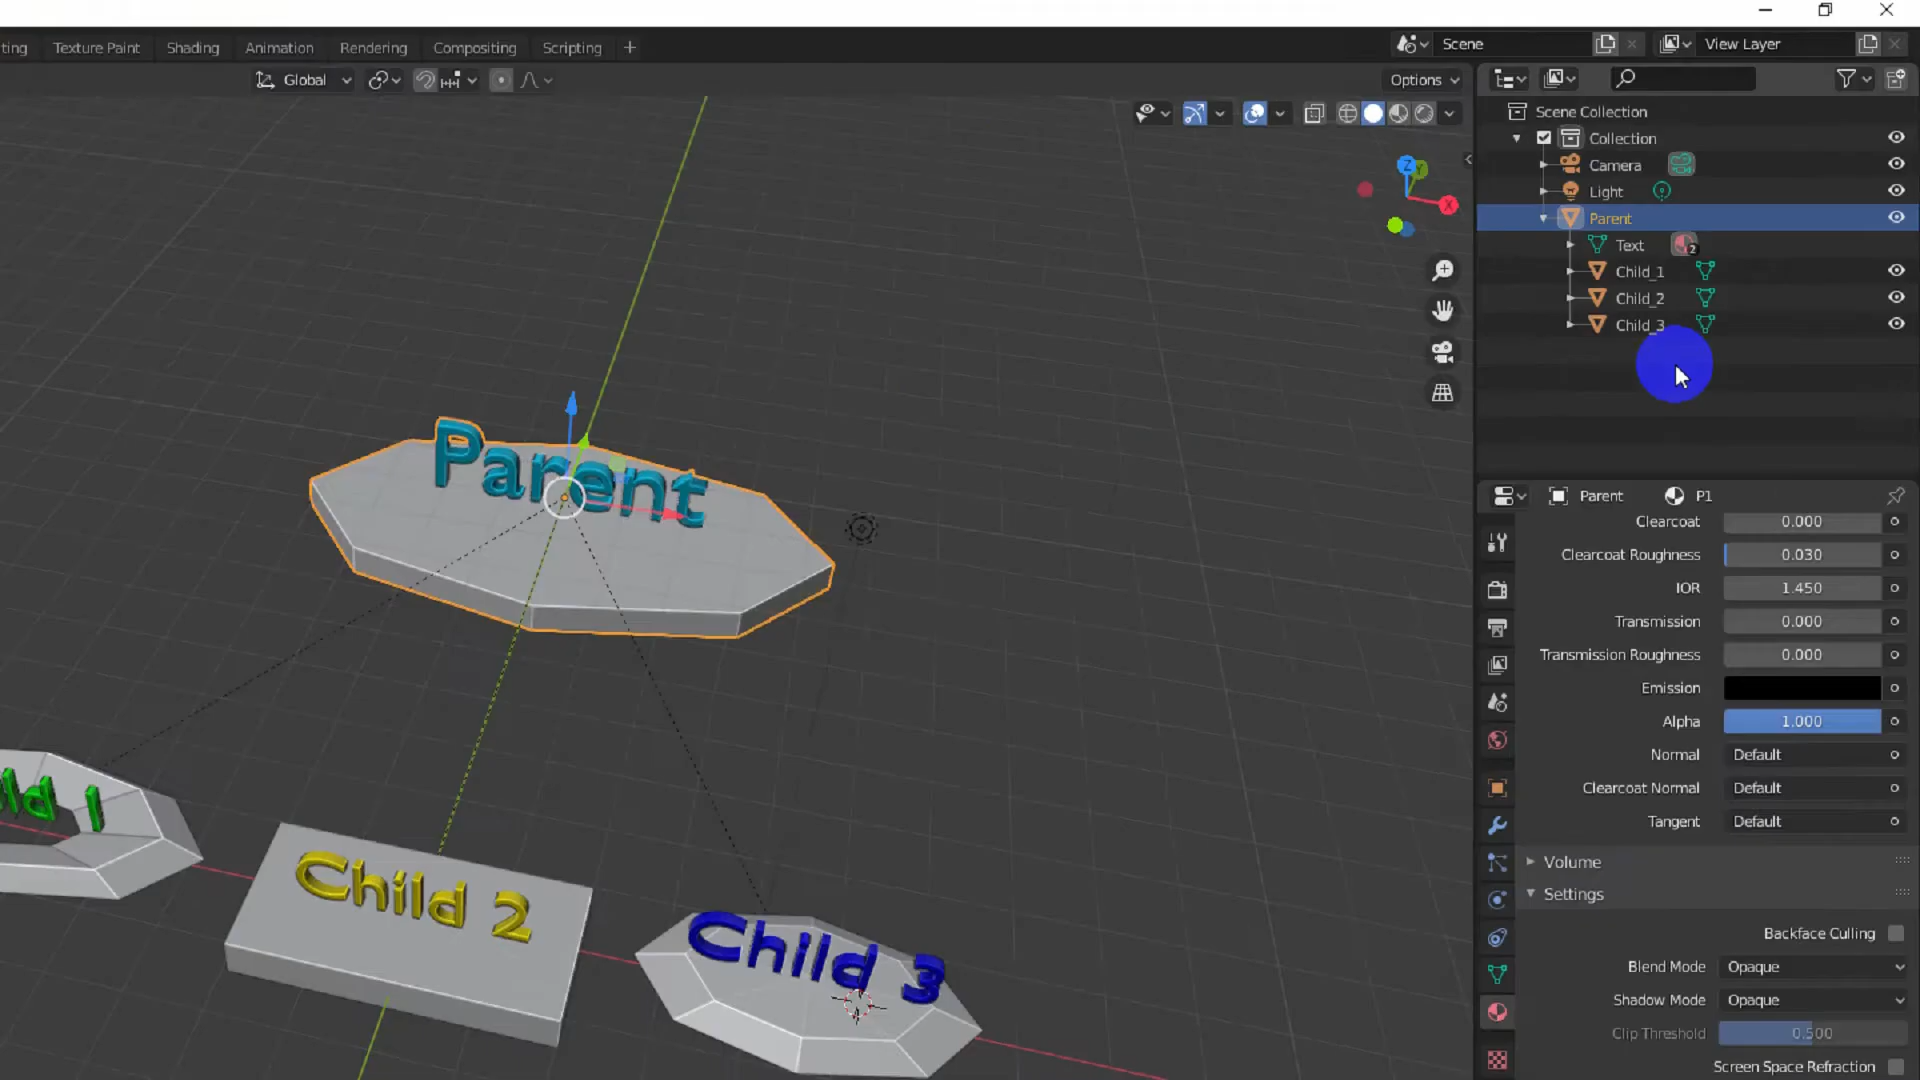 ting Texture Paint Shading Animation Rendering Compositing Scripting +
Scene
View Layer
Global
Options
Scene Collection
Collection
Camera
Light
Parent
Text 2
Child_1
Child_2
Child_3
Z
X
Parent
ld 1
Child 2
Child 3
Parent P1
Clearcoat 0.000
Clearcoat Roughness 0.030
IOR 1.450
Transmission 0.000
Transmission Roughness 0.000
Emission
Alpha 1.000
Normal Default
Clearcoat Normal Default
Tangent Default
Volume
Settings
Backface Culling
Blend Mode Opaque
Shadow Mode Opaque
Clip Threshold 0.500
Screen Space Refraction